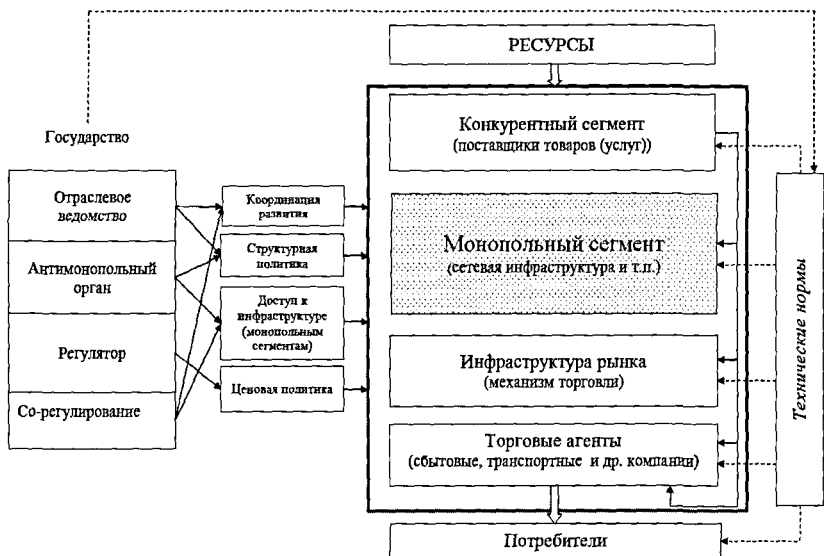 РЕСУРСЫ
Государство
Отраслевое
ведомство
Антимонопольный
орган
Регулятор
Со-регулирование
Координация
развития
Структурная
политика
Доступ к
инфраструктуре
(монопольным
сегментам)
Ценовая политика
Конкурентный сегмент
(поставщики товаров (услуг))
Монопольный сегмент
(сетевая инфраструктура и т.п.)
Инфраструктура рынка
(механизм торговли)
Торговые агенты
(сбытовые, транспортные и др. компании)
Потребители
Технические нормы